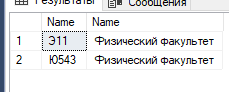 Результаты Сообщения
Name Name
1 Э11 Физический факультет
2 Ю543 Физический факультет